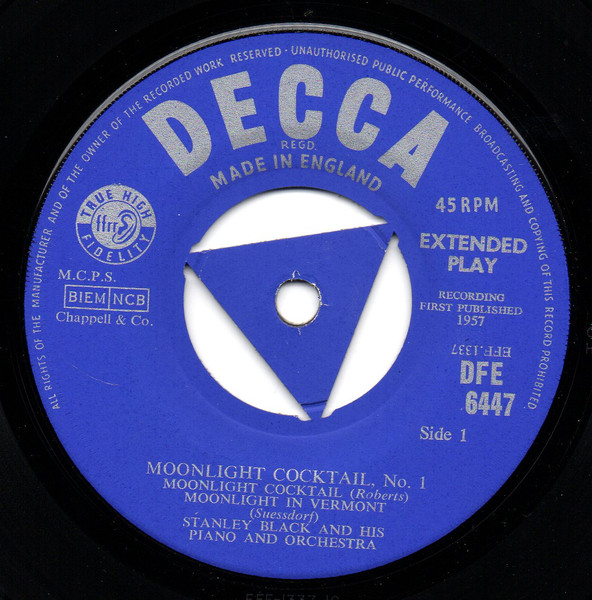 ALL RIGHTS OF THE MANUFACTURER AND OF THE OWNER OF THE RECORDED WORK RESERVED · UNAUTHORISED PUBLIC PERFORMANCE BROADCASTING AND COPYING OF THIS RECORD PROHIBITED.
DECCA
REGD.
MADE IN ENGLAND
TRUE HIGH
ffrr
FIDELITY
45 RPM
EXTENDED
PLAY
M.C.P.S.
BIEM NCB
Chappell & Co.
RECORDING
FIRST PUBLISHED
1957
EFF.1337
DFE
6447
Side 1
MOONLIGHT COCKTAIL, No. 1
MOONLIGHT COCKTAIL (Roberts)
MOONLIGHT IN VERMONT
(Suessdorf)
STANLEY BLACK AND HIS
PIANO AND ORCHESTRA